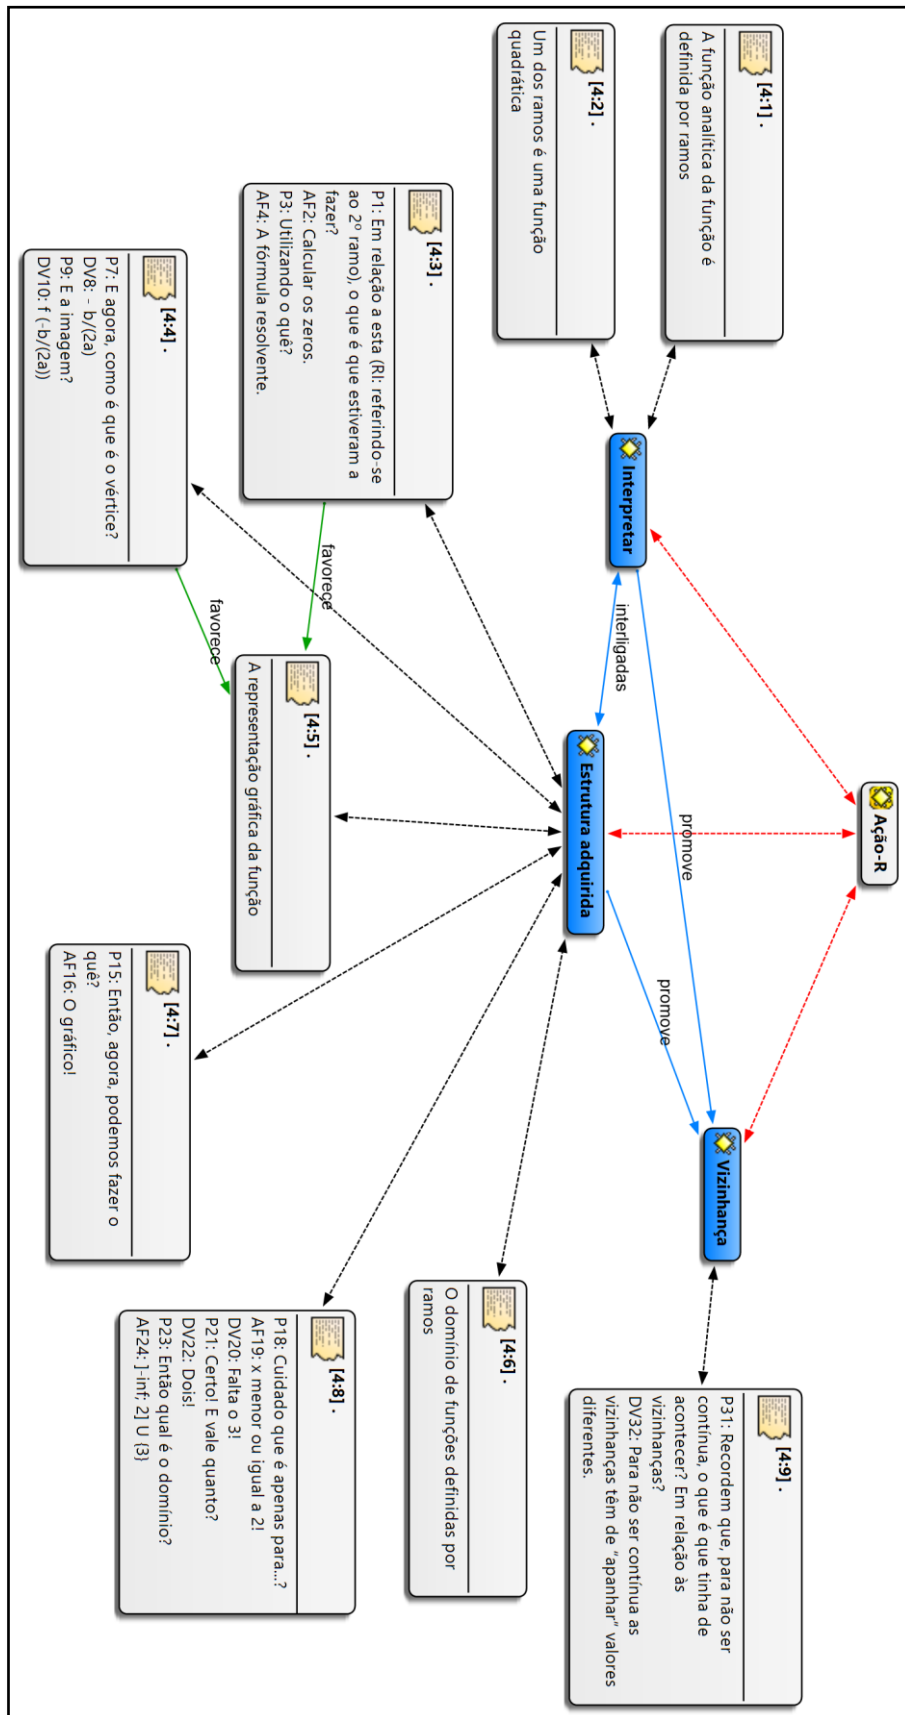 Ação-R
Interpretar
interligadas
Estrutura adquirida
promove
promove
Vizinhança
[4:1] .
A função analítica da função é
definida por ramos
[4:2] .
Um dos ramos é uma função
quadrática
[4:3] .
P1: Em relação a esta (RI: referindo-se
ao 2º ramo), o que é que estiveram a
fazer?
AF2: Calcular os zeros.
P3: Utilizando o quê?
AF4: A fórmula resolvente.
favorece
[4:4] .
P7: E agora, como é que é o vértice?
DV8: - b/(2a)
P9: E a imagem?
DV10: f (-b/(2a))
favorece
[4:5] .
A representação gráfica da função
[4:7] .
P15: Então, agora, podemos fazer o
quê?
AF16: O gráfico!
[4:8] .
P18: Cuidado que é apenas para...?
AF19: x menor ou igual a 2!
DV20: Falta o 3!
P21: Certo! E vale quanto?
DV22: Dois!
P23: Então qual é o domínio?
AF24: ]-inf; 2] U {3}
[4:6] .
O domínio de funções definidas por
ramos
[4:9] .
P31: Recordem que, para não ser
contínua, o que é que tinha de
acontecer? Em relação às
vizinhanças?
DV32: Para não ser contínua as
vizinhanças têm de "apanhar" valores
diferentes.